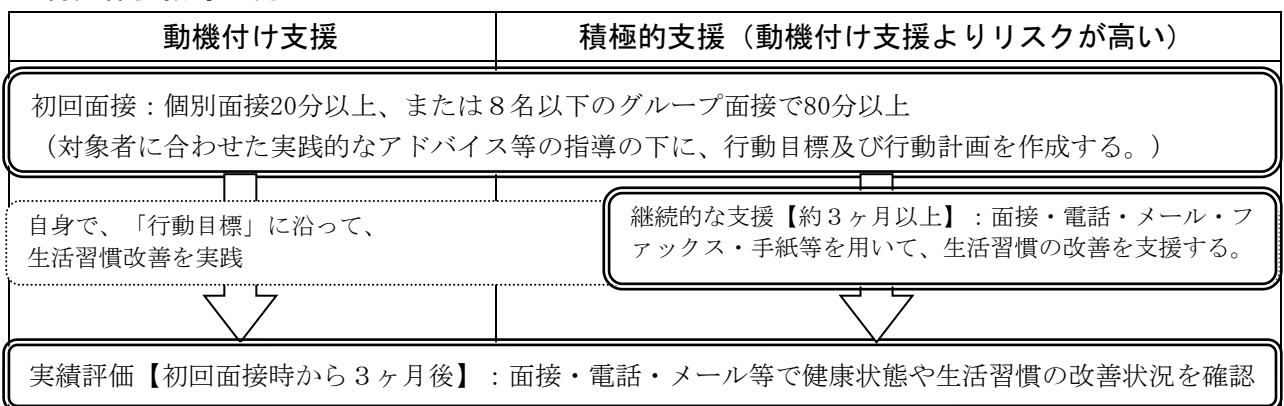 動機付け支援
積極的支援（動機付け支援よりリスクが高い）
初回面接：個別面接20分以上、または８名以下のグループ面接で80分以上
（対象者に合わせた実践的なアドバイス等の指導の下に、行動目標及び行動計画を作成する。）
自身で、「行動目標」に沿って、
生活習慣改善を実践
継続的な支援【約３ヶ月以上】：面接・電話・メール・フ
ァックス・手紙等を用いて、生活習慣の改善を支援する。
実績評価【初回面接時から３ヶ月後】：面接・電話・メール等で健康状態や生活習慣の改善状況を確認